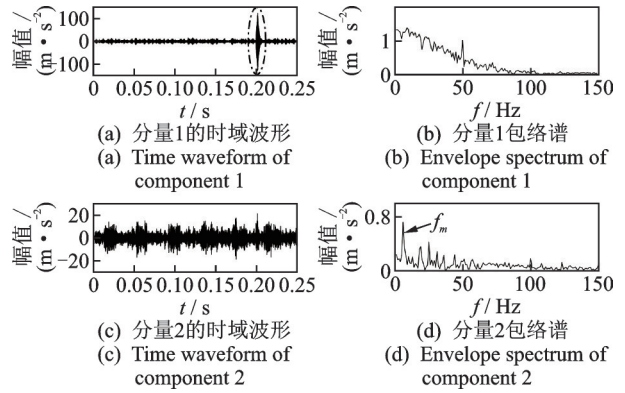 幅值 /
(m·s⁻²)
100
0
−100
0 0.05 0.10 0.15 0.20 0.25
t / s
(a) 分量1的时域波形
(a) Time waveform of
component 1
幅值 /
(m·s⁻²)
1
0
0 50 100 150
f / Hz
(b) 分量1包络谱
(b) Envelope spectrum of
component 1
幅值 /
(m·s⁻²)
20
0
−20
0 0.05 0.10 0.15 0.20 0.25
t / s
(c) 分量2的时域波形
(c) Time waveform of
component 2
幅值 /
(m·s⁻²)
0.8
fm
0
0 50 100 150
f / Hz
(d) 分量2包络谱
(d) Envelope spectrum of
component 2